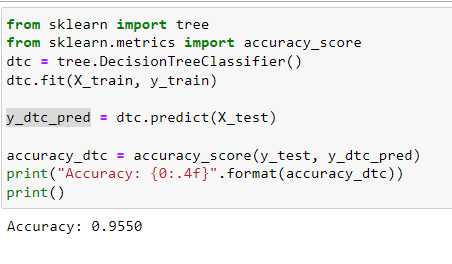 from sklearn import tree
from sklearn.metrics import accuracy_score
dtc = tree.DecisionTreeClassifier()
dtc.fit(X_train, y_train)
y_dtc_pred = dtc.predict(X_test)
accuracy_dtc = accuracy_score(y_test, y_dtc_pred)
print("Accuracy: {0:.4f}".format(accuracy_dtc))
print()
Accuracy: 0.9550